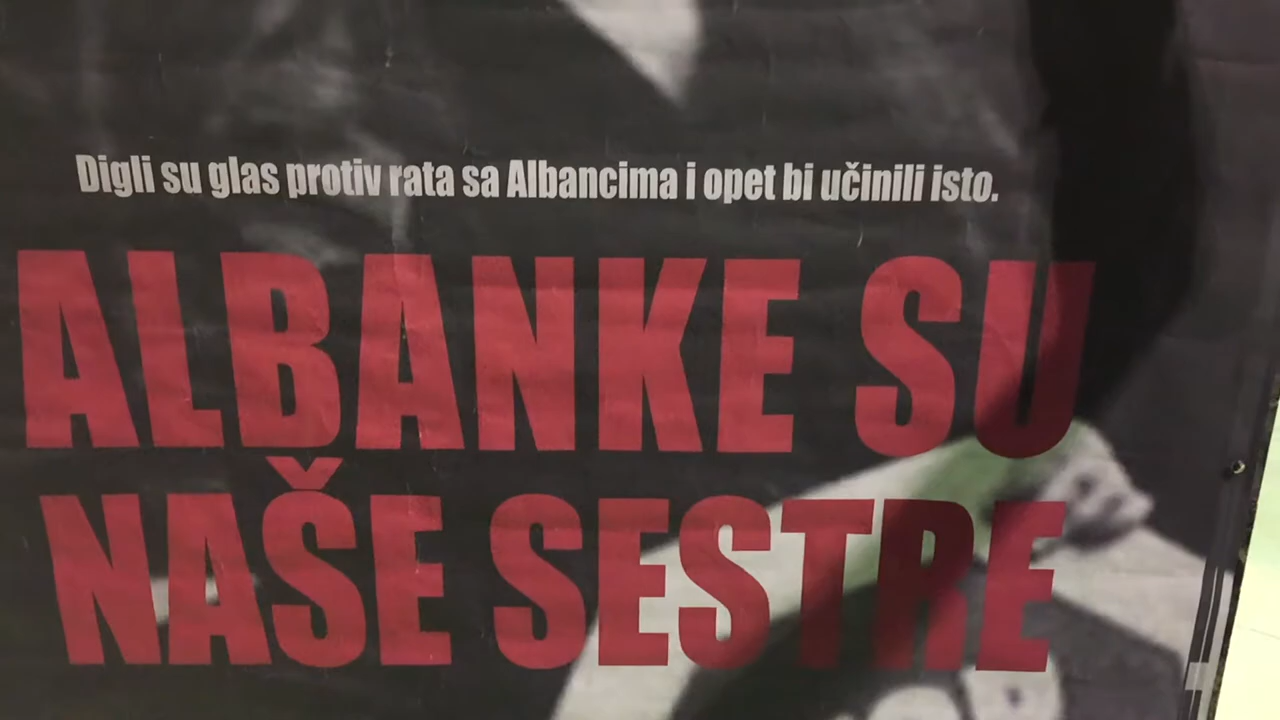 Digli su glas protiv rata sa Albancima i opet bi učinili isto.
ALBANKE SU
NAŠE SESTRE